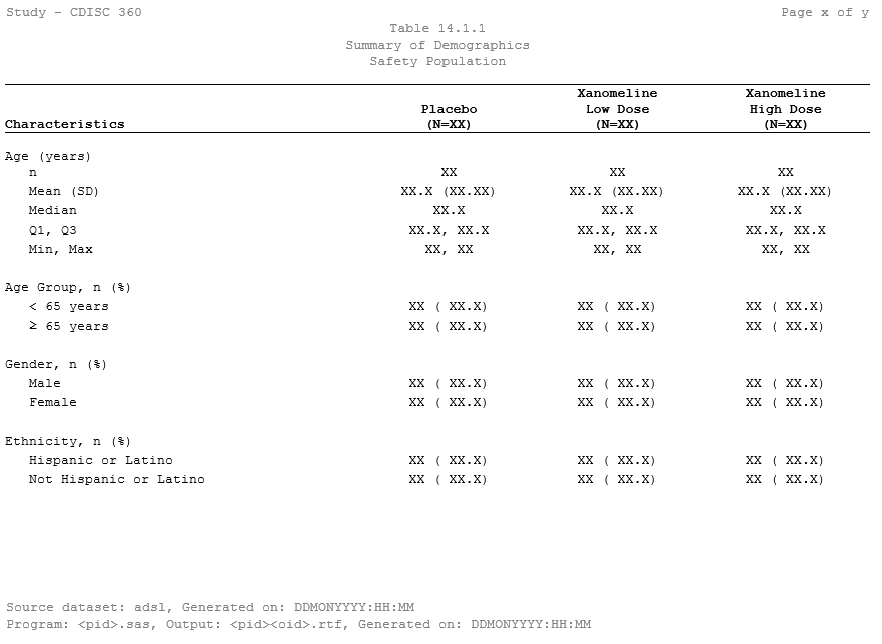 Study – CDISC 360 Page x of y
Table 14.1.1
Summary of Demographics
Safety Population
Xanomeline Xanomeline
Placebo Low Dose High Dose
Characteristics (N=XX) (N=XX) (N=XX)
Age (years)
n XX XX XX
Mean (SD) XX.X (XX.XX) XX.X (XX.XX) XX.X (XX.XX)
Median XX.X XX.X XX.X
Q1, Q3 XX.X, XX.X XX.X, XX.X XX.X, XX.X
Min, Max XX, XX XX, XX XX, XX
Age Group, n (%)
< 65 years XX ( XX.X) XX ( XX.X) XX ( XX.X)
≥ 65 years XX ( XX.X) XX ( XX.X) XX ( XX.X)
Gender, n (%)
Male XX ( XX.X) XX ( XX.X) XX ( XX.X)
Female XX ( XX.X) XX ( XX.X) XX ( XX.X)
Ethnicity, n (%)
Hispanic or Latino XX ( XX.X) XX ( XX.X) XX ( XX.X)
Not Hispanic or Latino XX ( XX.X) XX ( XX.X) XX ( XX.X)
Source dataset: adsl, Generated on: DDMONYYYY:HH:MM
Program: <pid>.sas, Output: <pid><oid>.rtf, Generated on: DDMONYYYY:HH:MM